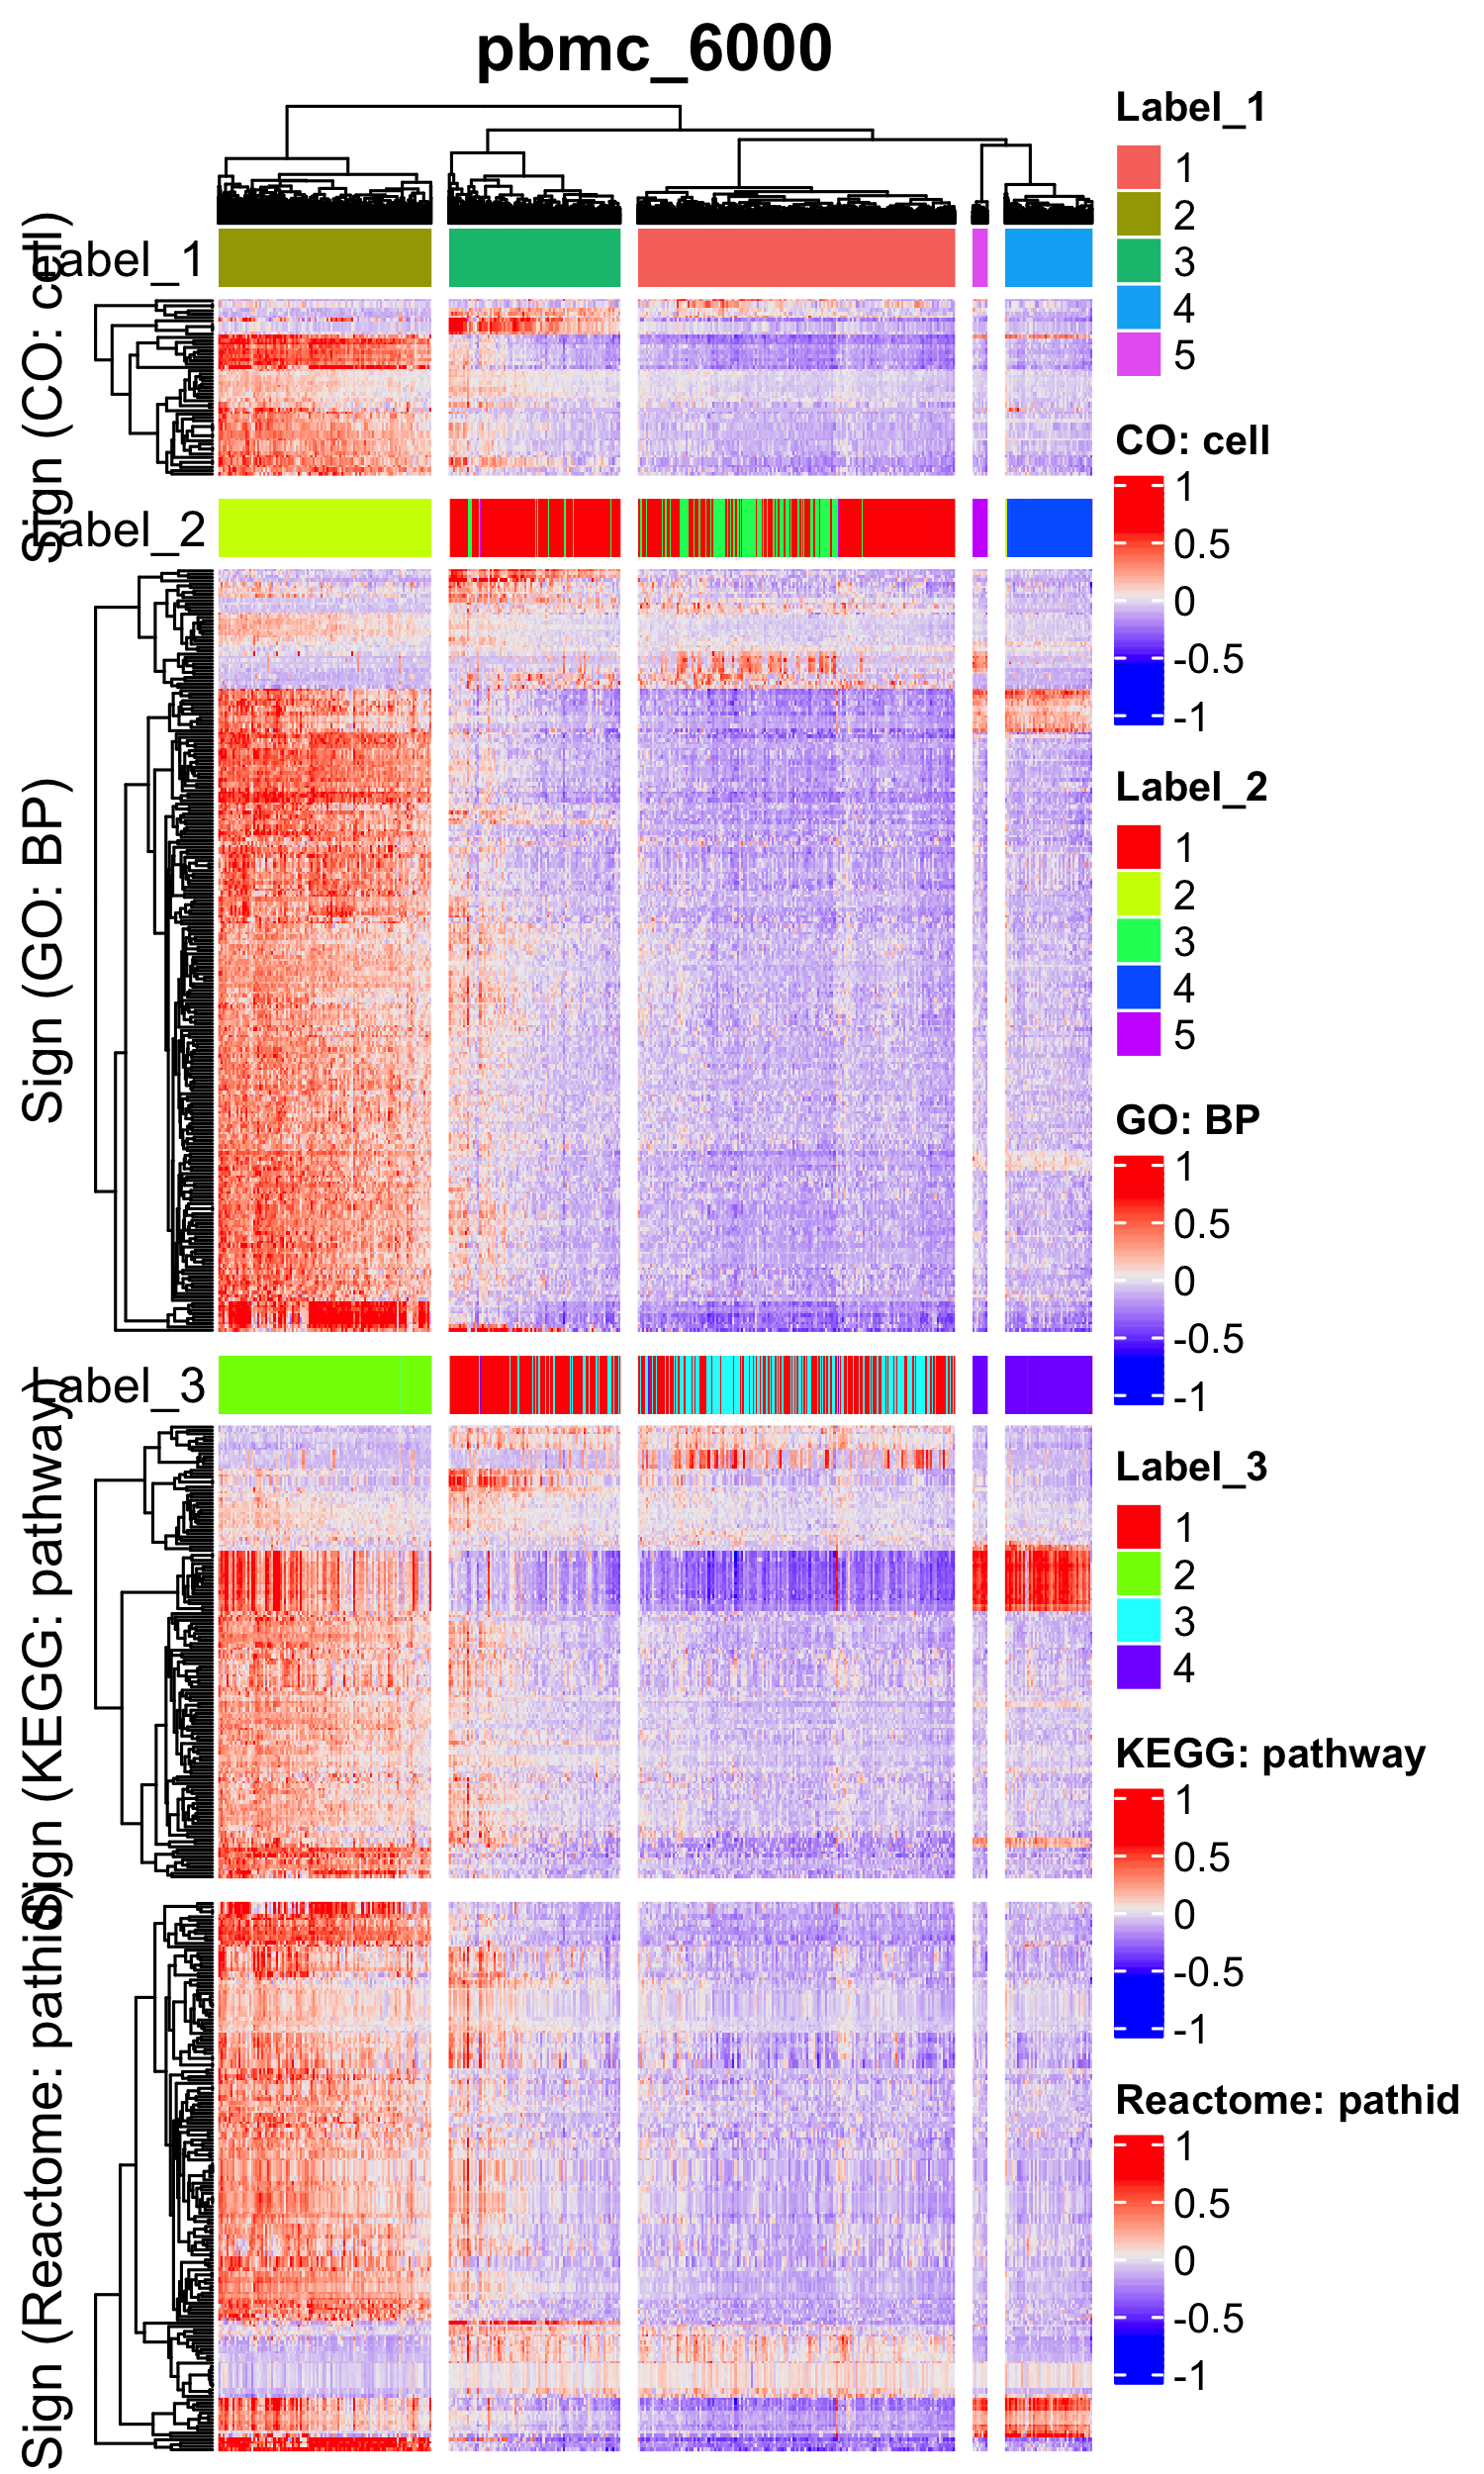 pbmc_6000
Label_1
Sign (CO: cell)
Label_2
Sign (GO: BP)
Label_3
Sign (KEGG: pathway)
Sign (Reactome: pathid)
Label_1
1
2
3
4
5
CO: cell
1
0.5
0
-0.5
-1
Label_2
1
2
3
4
5
GO: BP
1
0.5
0
-0.5
-1
Label_3
1
2
3
4
KEGG: pathway
1
0.5
0
-0.5
-1
Reactome: pathid
1
0.5
0
-0.5
-1